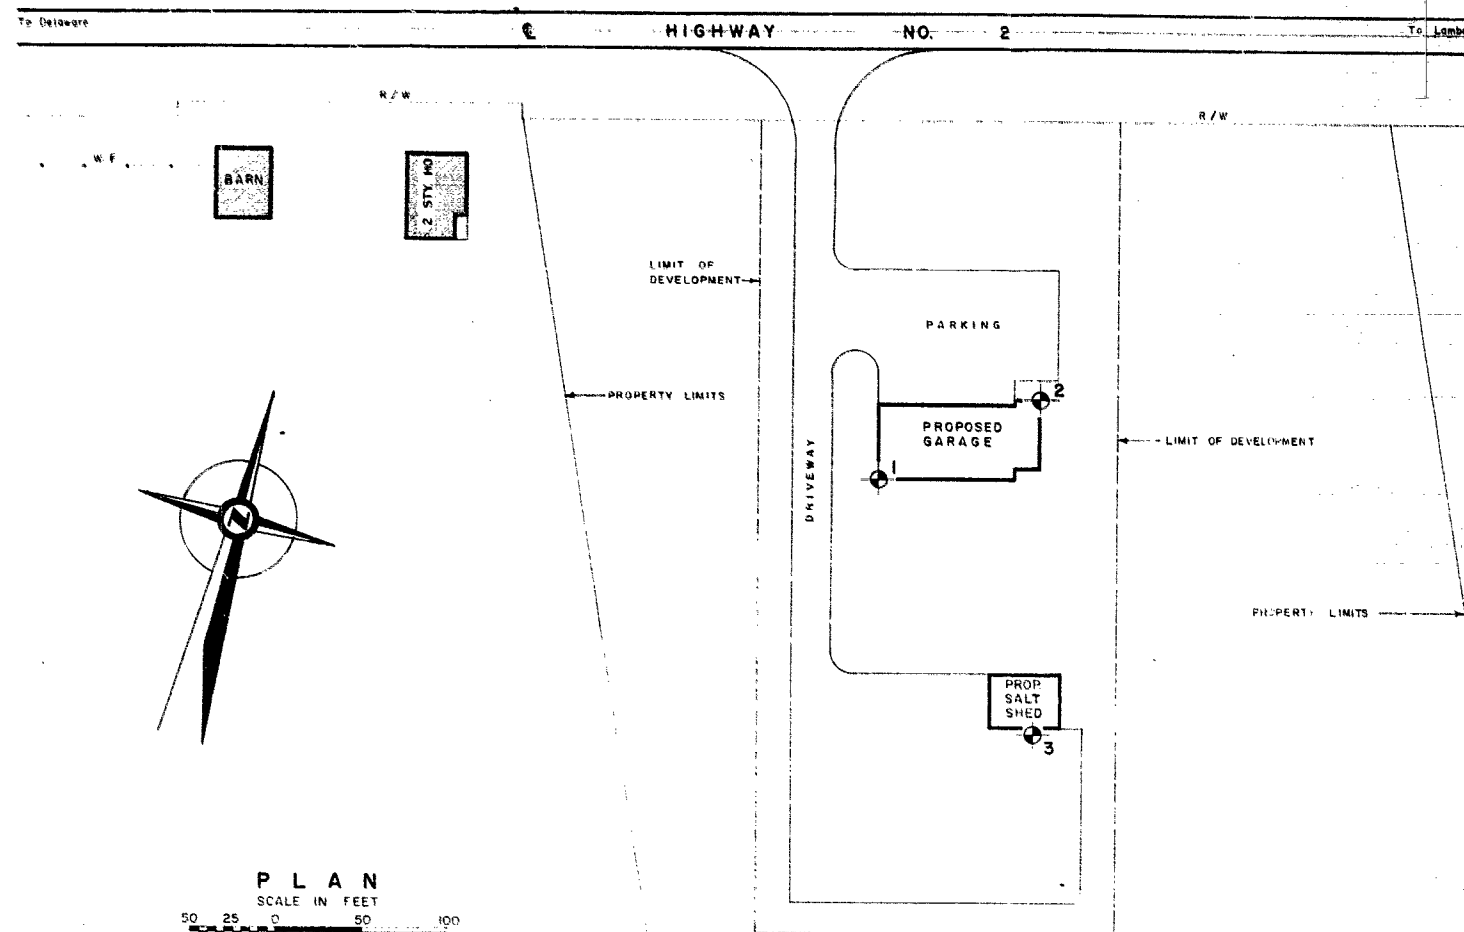 To Delaware
℄ HIGHWAY NO. 2
To Lambe
R/W
R/W
W F
BARN
2 STY. HO
LIMIT OF
DEVELOPMENT
PARKING
PROPERTY LIMITS
2
PROPOSED
GARAGE
LIMIT OF DEVELOPMENT
1
DRIVEWAY
N
PROPERTY LIMITS
PROP.
SALT
SHED
3
PLAN
SCALE IN FEET
50 25 0 50 100